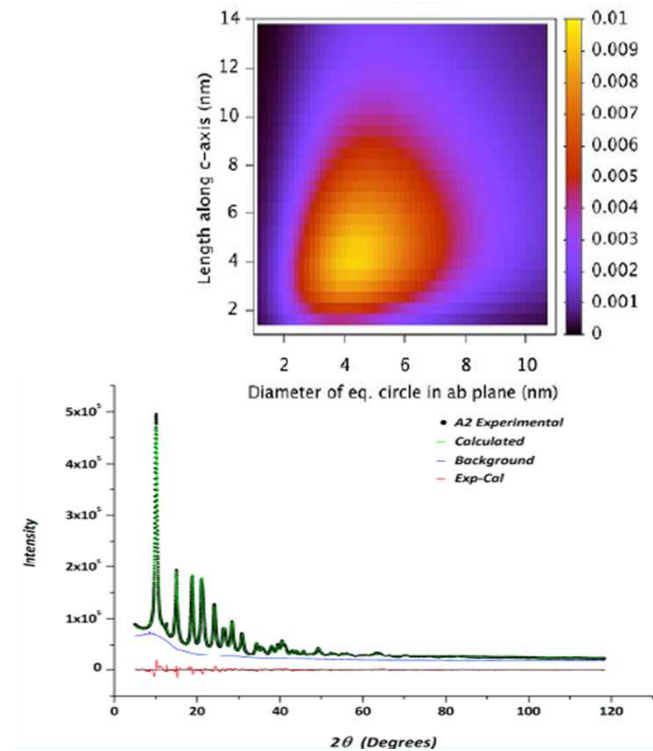 14
12
10
8
6
4
2
Length along c-axis (nm)
2 4 6 8 10
Diameter of eq. circle in ab plane (nm)
0.01
0.009
0.008
0.007
0.006
0.005
0.004
0.003
0.002
0.001
0
A2 Experimental
Calculated
Background
Exp-Cal
5x10⁵
4x10⁵
3x10⁵
2x10⁵
1x10⁵
0
Intensity
0 20 40 60 80 100 120
2θ (Degrees)